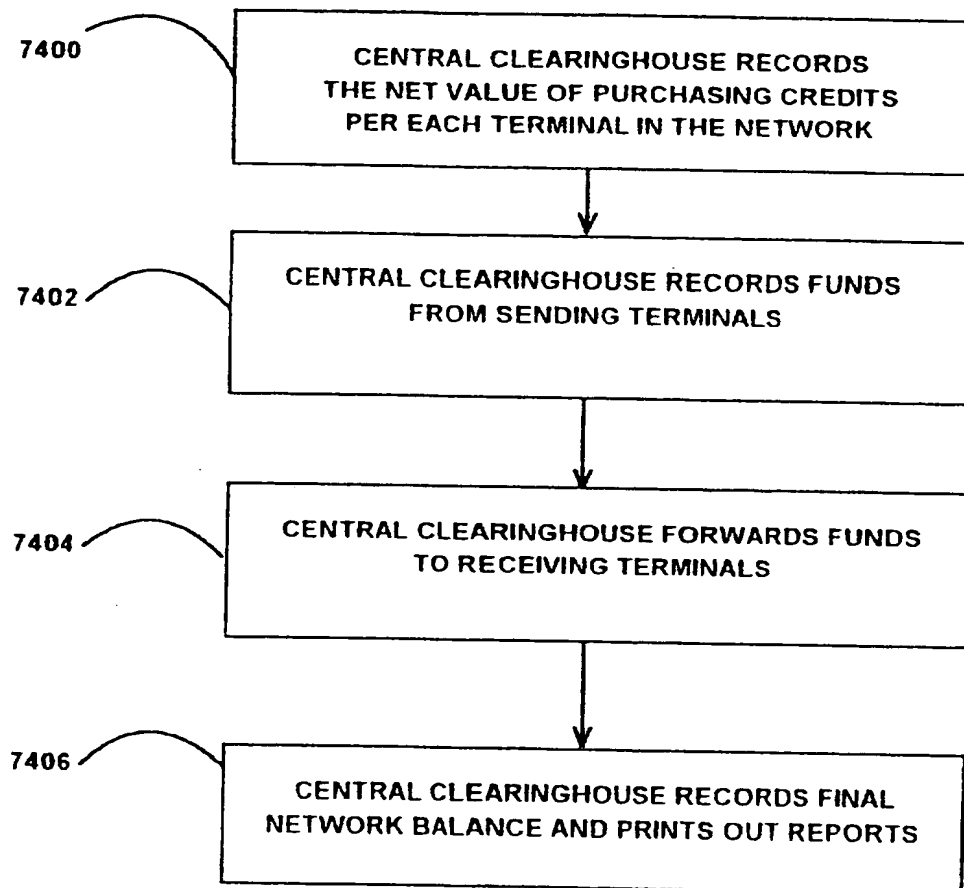 7400
CENTRAL CLEARINGHOUSE RECORDS
THE NET VALUE OF PURCHASING CREDITS
PER EACH TERMINAL IN THE NETWORK
7402
CENTRAL CLEARINGHOUSE RECORDS FUNDS
FROM SENDING TERMINALS
7404
CENTRAL CLEARINGHOUSE FORWARDS FUNDS
TO RECEIVING TERMINALS
7406
CENTRAL CLEARINGHOUSE RECORDS FINAL
NETWORK BALANCE AND PRINTS OUT REPORTS